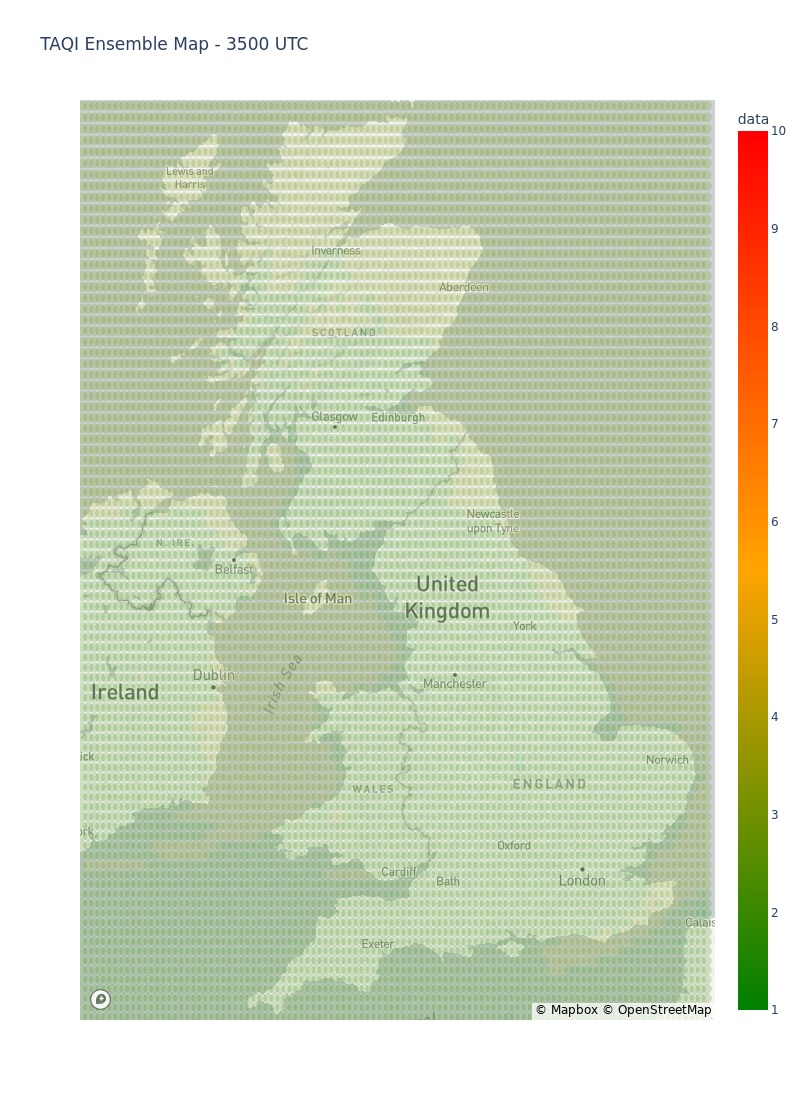 TAQI Ensemble Map - 3500 UTC
data
10
9
8
7
6
5
4
3
2
1
Lewis and
Harris
Inverness
Aberdeen
SCOTLAND
Glasgow
Edinburgh
Newcastle
upon Tyne
N. IRE.
Belfast
United
Kingdom
Isle of Man
York
Irish Sea
Dublin
Manchester
Ireland
ick
Norwich
WALES
ENGLAND
rk
Oxford
Cardiff
Bath
London
Calais
Exeter
© Mapbox © OpenStreetMap